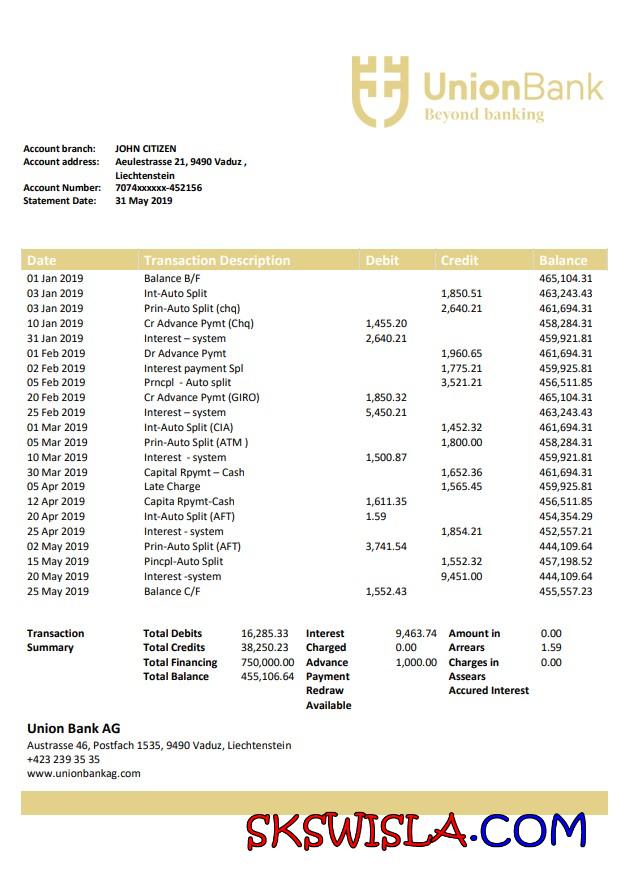 UnionBank
Beyond banking
Account branch: JOHN CITIZEN
Account address: Aeulestrasse 21, 9490 Vaduz ,
Liechtenstein
Account Number: 7074xxxxxx-452156
Statement Date: 31 May 2019
Date Transaction Description Debit Credit Balance
01 Jan 2019 Balance B/F 465,104.31
03 Jan 2019 Int-Auto Split 1,850.51 463,243.43
03 Jan 2019 Prin-Auto Split (chq) 2,640.21 461,694.31
10 Jan 2019 Cr Advance Pymt (Chq) 1,455.20 458,284.31
31 Jan 2019 Interest – system 2,640.21 459,921.81
01 Feb 2019 Dr Advance Pymt 1,960.65 461,694.31
02 Feb 2019 Interest payment Spl 1,775.21 459,925.81
05 Feb 2019 Prncpl - Auto split 3,521.21 456,511.85
20 Feb 2019 Cr Advance Pymt (GIRO) 1,850.32 465,104.31
25 Feb 2019 Interest – system 5,450.21 463,243.43
01 Mar 2019 Int-Auto Split (CIA) 1,452.32 461,694.31
05 Mar 2019 Prin-Auto Split (ATM ) 1,800.00 458,284.31
10 Mar 2019 Interest - system 1,500.87 459,921.81
30 Mar 2019 Capital Rpymt – Cash 1,652.36 461,694.31
05 Apr 2019 Late Charge 1,565.45 459,925.81
12 Apr 2019 Capita Rpymt-Cash 1,611.35 456,511.85
20 Apr 2019 Int-Auto Split (AFT) 1.59 454,354.29
25 Apr 2019 Interest - system 1,854.21 452,557.21
02 May 2019 Prin-Auto Split (AFT) 3,741.54 444,109.64
15 May 2019 Pincpl-Auto Split 1,552.32 457,198.52
20 May 2019 Interest -system 9,451.00 444,109.64
25 May 2019 Balance C/F 1,552.43 455,557.23
Transaction Total Debits 16,285.33 Interest 9,463.74 Amount in 0.00
Summary Total Credits 38,250.23 Charged 0.00 Arrears 1.59
Total Financing 750,000.00 Advance 1,000.00 Charges in 0.00
Total Balance 455,106.64 Payment Assears
Redraw Accured Interest
Available
Union Bank AG
Austrasse 46, Postfach 1535, 9490 Vaduz, Liechtenstein
+423 239 35 35
www.unionbankag.com
SKSWISLA.COM